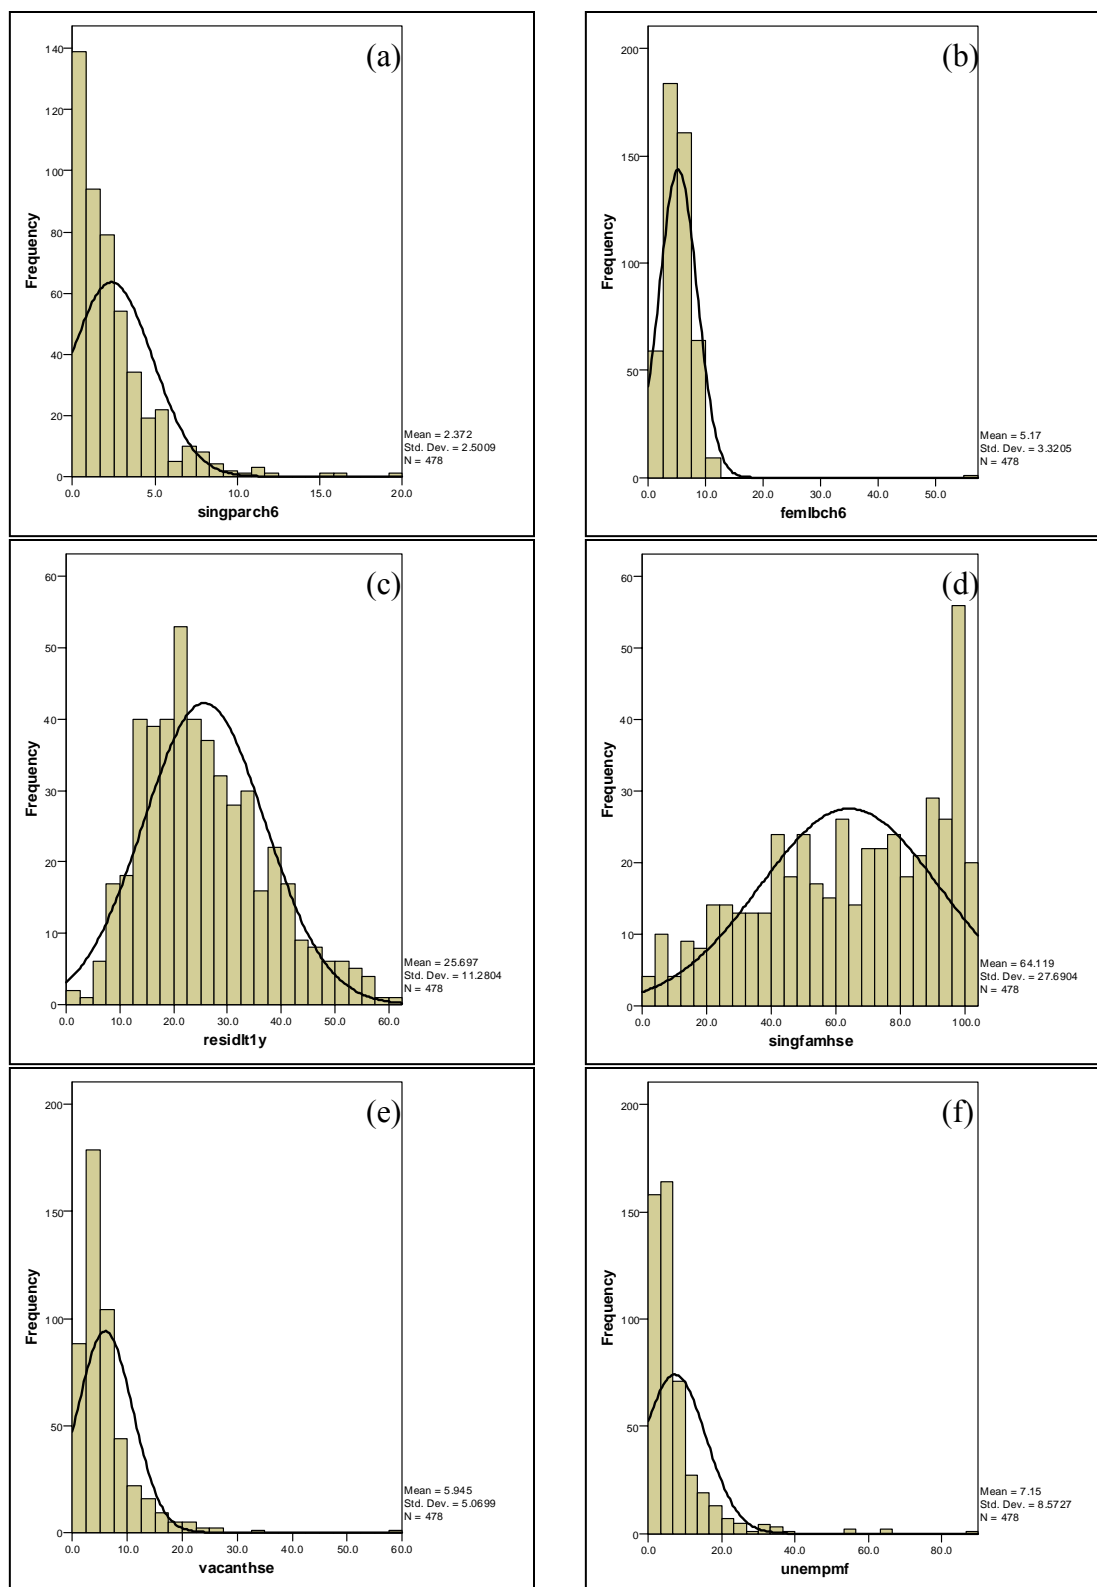 (a)
140
120
100
80
60
40
20
0
Frequency
0.0 5.0 10.0 15.0 20.0
singparch6
Mean = 2.372
Std. Dev. = 2.5009
N = 478
(b)
200
150
100
50
0
Frequency
0.0 10.0 20.0 30.0 40.0 50.0
femlbch6
Mean = 5.17
Std. Dev. = 3.3205
N = 478
(c)
60
50
40
30
20
10
0
Frequency
0.0 10.0 20.0 30.0 40.0 50.0 60.0
residlt1y
Mean = 25.697
Std. Dev. = 11.2804
N = 478
(d)
60
50
40
30
20
10
0
Frequency
0.0 20.0 40.0 60.0 80.0 100.0
singfamhse
Mean = 64.119
Std. Dev. = 27.6904
N = 478
(e)
200
150
100
50
0
Frequency
0.0 10.0 20.0 30.0 40.0 50.0 60.0
vacanthse
Mean = 5.945
Std. Dev. = 5.0699
N = 478
(f)
200
150
100
50
0
Frequency
0.0 20.0 40.0 60.0 80.0
unempmf
Mean = 7.15
Std. Dev. = 8.5727
N = 478